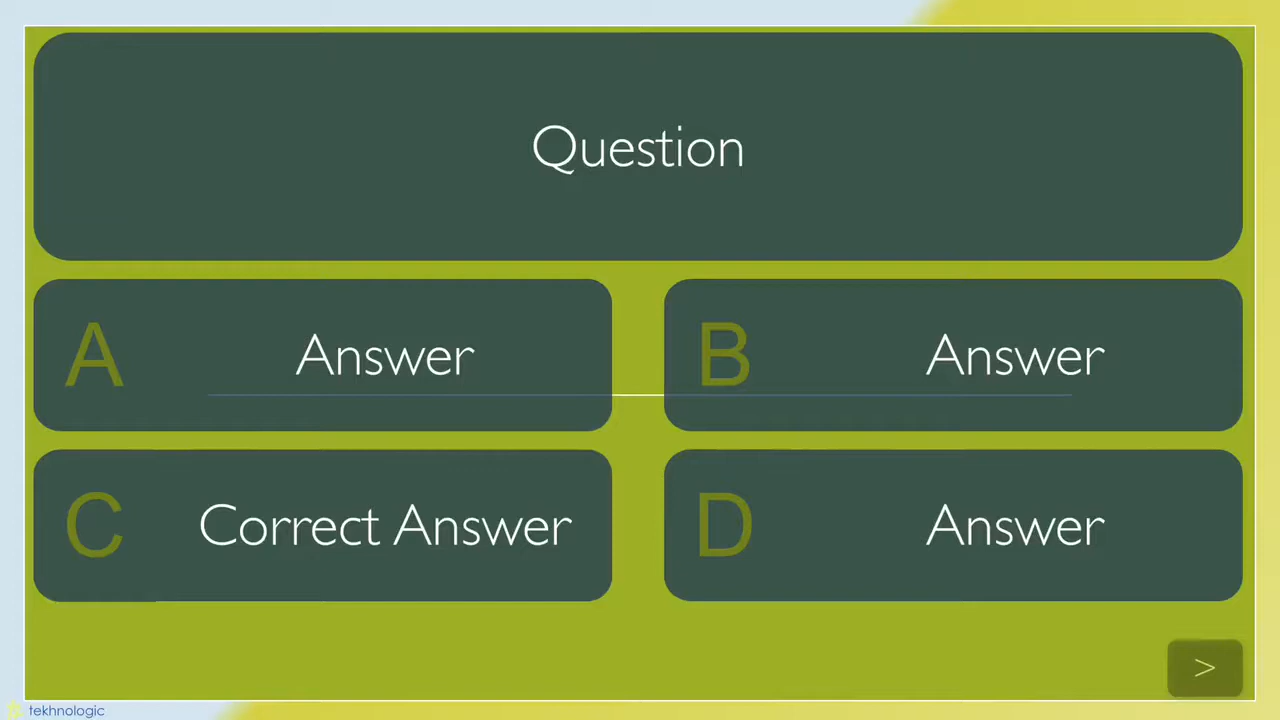 Question
A Answer
B Answer
C Correct Answer
D Answer
>
tekhnologic